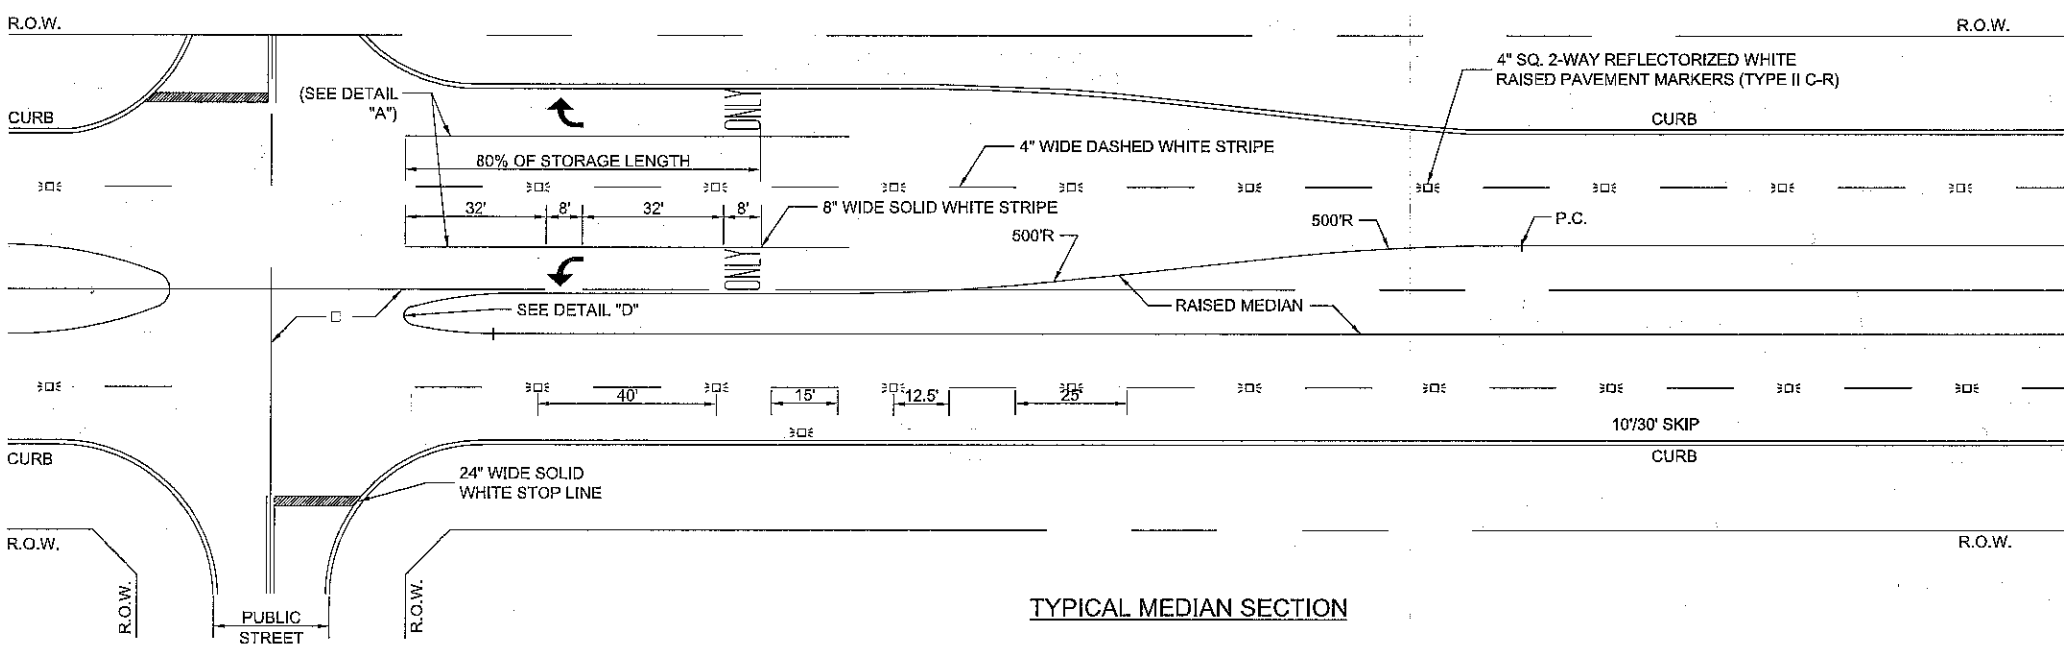 R.O.W.
R.O.W.
4" SQ. 2-WAY REFLECTORIZED WHITE
RAISED PAVEMENT MARKERS (TYPE II C-R)
(SEE DETAIL
"A")
ONLY
CURB
CURB
4" WIDE DASHED WHITE STRIPE
80% OF STORAGE LENGTH
32'
8'
32'
8'
8" WIDE SOLID WHITE STRIPE
500'R
P.C.
500'R
ONLY
SEE DETAIL "D"
RAISED MEDIAN
40'
15'
12.5'
25'
10'/30' SKIP
CURB
CURB
24" WIDE SOLID
WHITE STOP LINE
R.O.W.
R.O.W.
R.O.W.
R.O.W.
PUBLIC
STREET
TYPICAL MEDIAN SECTION